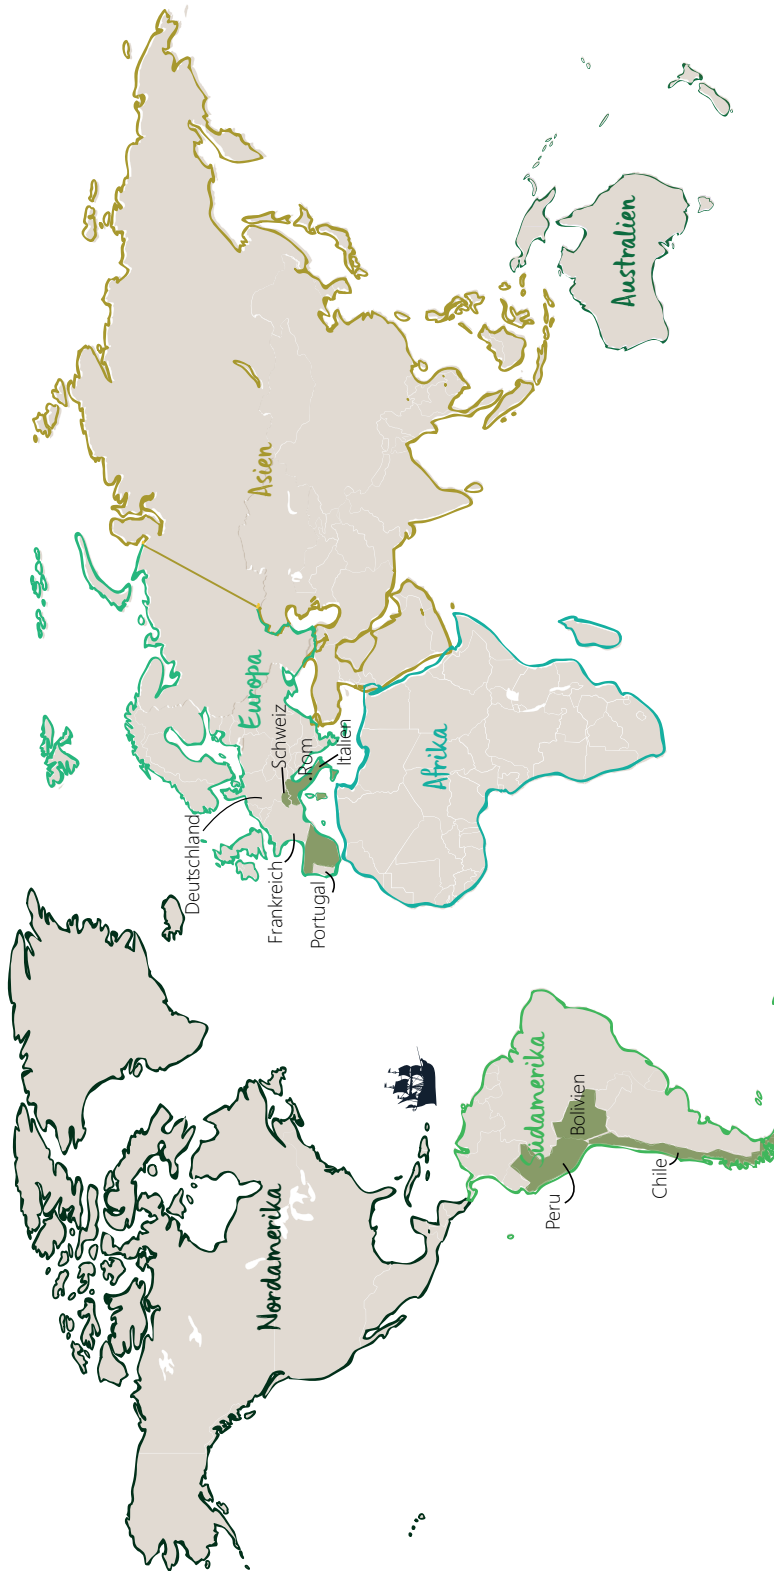 Nordamerika
Südamerika
Peru
Bolivien
Chile
Europa
Deutschland
Frankreich
Portugal
Schweiz
Rom
Italien
Afrika
Asien
Australien